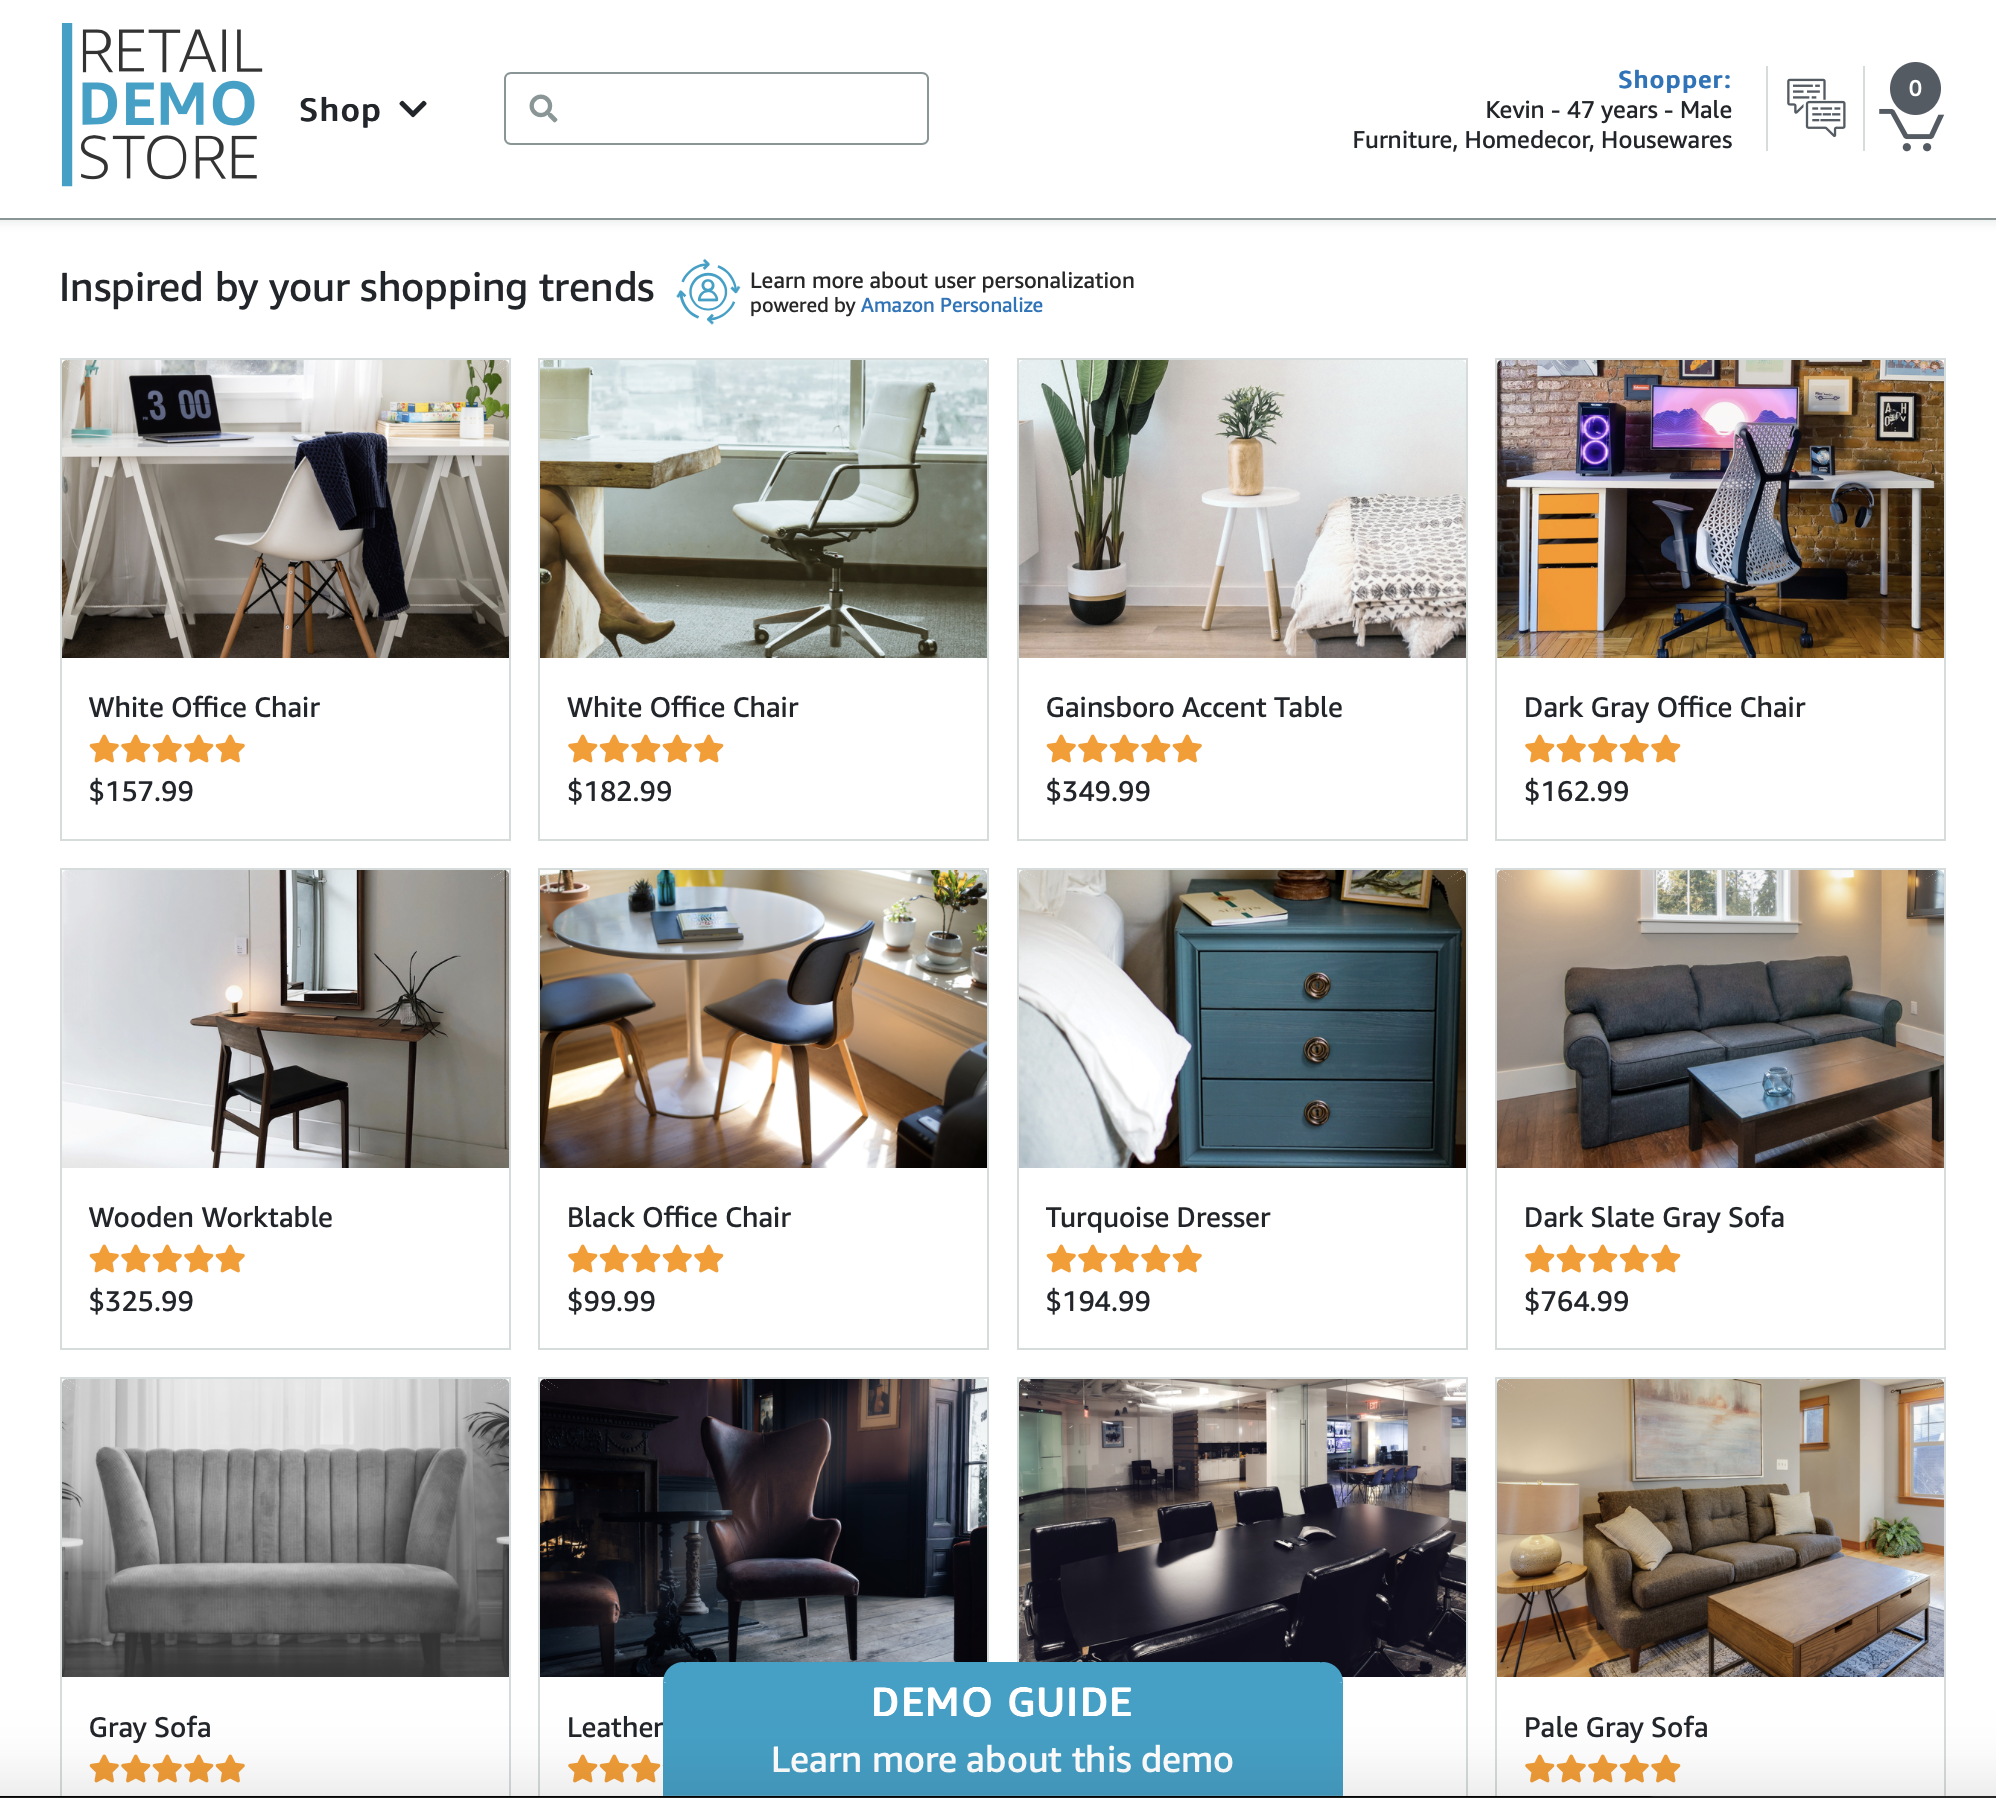 RETAIL
DEMO
STORE
Shop
Shopper:
Kevin - 47 years - Male
Furniture, Homedecor, Housewares
0
Inspired by your shopping trends
Learn more about user personalization
powered by Amazon Personalize
3 00
White Office Chair
$157.99
White Office Chair
$182.99
Gainsboro Accent Table
$349.99
Dark Gray Office Chair
$162.99
Wooden Worktable
$325.99
Black Office Chair
$99.99
Turquoise Dresser
$194.99
Dark Slate Gray Sofa
$764.99
Gray Sofa
Leather
Pale Gray Sofa
DEMO GUIDE
Learn more about this demo